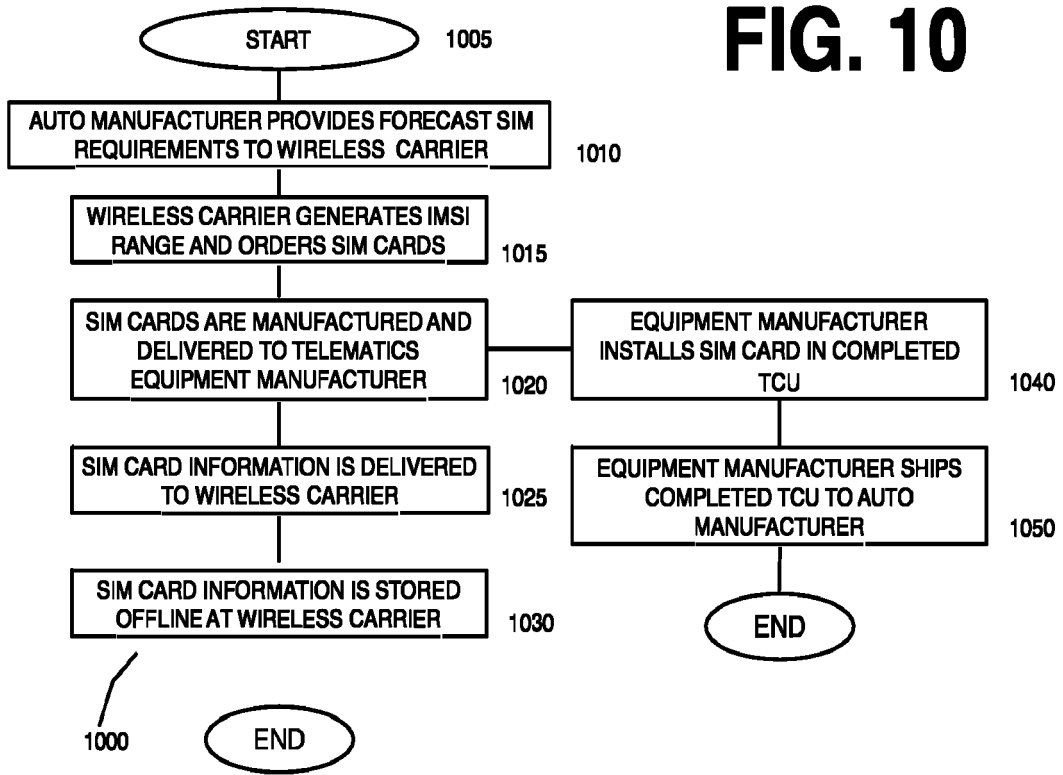 FIG. 10
START
1005
AUTO MANUFACTURER PROVIDES FORECAST SIM
REQUIREMENTS TO WIRELESS CARRIER
1010
WIRELESS CARRIER GENERATES IMSI
RANGE AND ORDERS SIM CARDS
1015
SIM CARDS ARE MANUFACTURED AND
DELIVERED TO TELEMATICS
EQUIPMENT MANUFACTURER
1020
EQUIPMENT MANUFACTURER
INSTALLS SIM CARD IN COMPLETED
TCU
1040
SIM CARD INFORMATION IS DELIVERED
TO WIRELESS CARRIER
1025
EQUIPMENT MANUFACTURER SHIPS
COMPLETED TCU TO AUTO
MANUFACTURER
1050
SIM CARD INFORMATION IS STORED
OFFLINE AT WIRELESS CARRIER
1030
END
1000
END